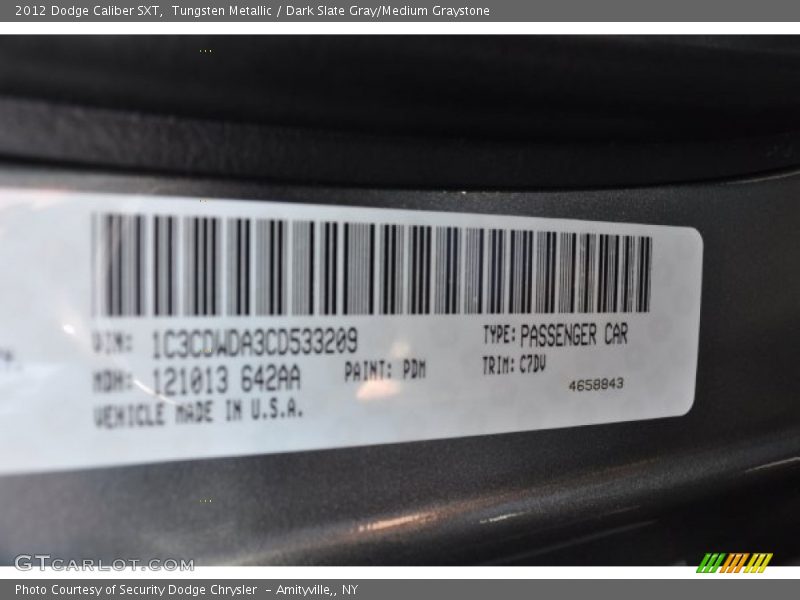 2012 Dodge Caliber SXT,  Tungsten Metallic / Dark Slate Gray/Medium Graystone
VIN: 1C3CDWDA3CD533209 TYPE: PASSENGER CAR
MDH: 121013 642AA PAINT: PDM TRIM: C7DV
VEHICLE MADE IN U.S.A. 4658843
GTCARLOT.COM
Photo Courtesy of Security Dodge Chrysler  - Amityville,, NY